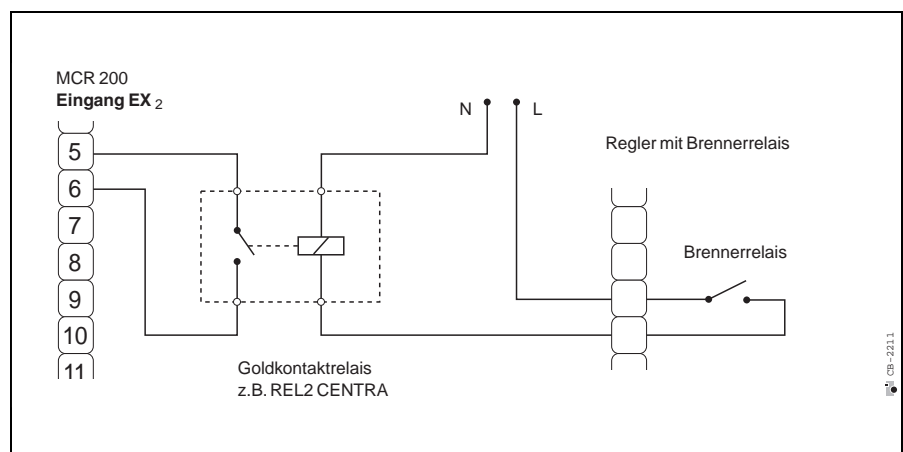 MCR 200
Eingang EX 2
5
6
7
8
9
10
11
N
L
Regler mit Brennerrelais
Brennerrelais
Goldkontaktrelais
z.B. REL2 CENTRA
CB-2211